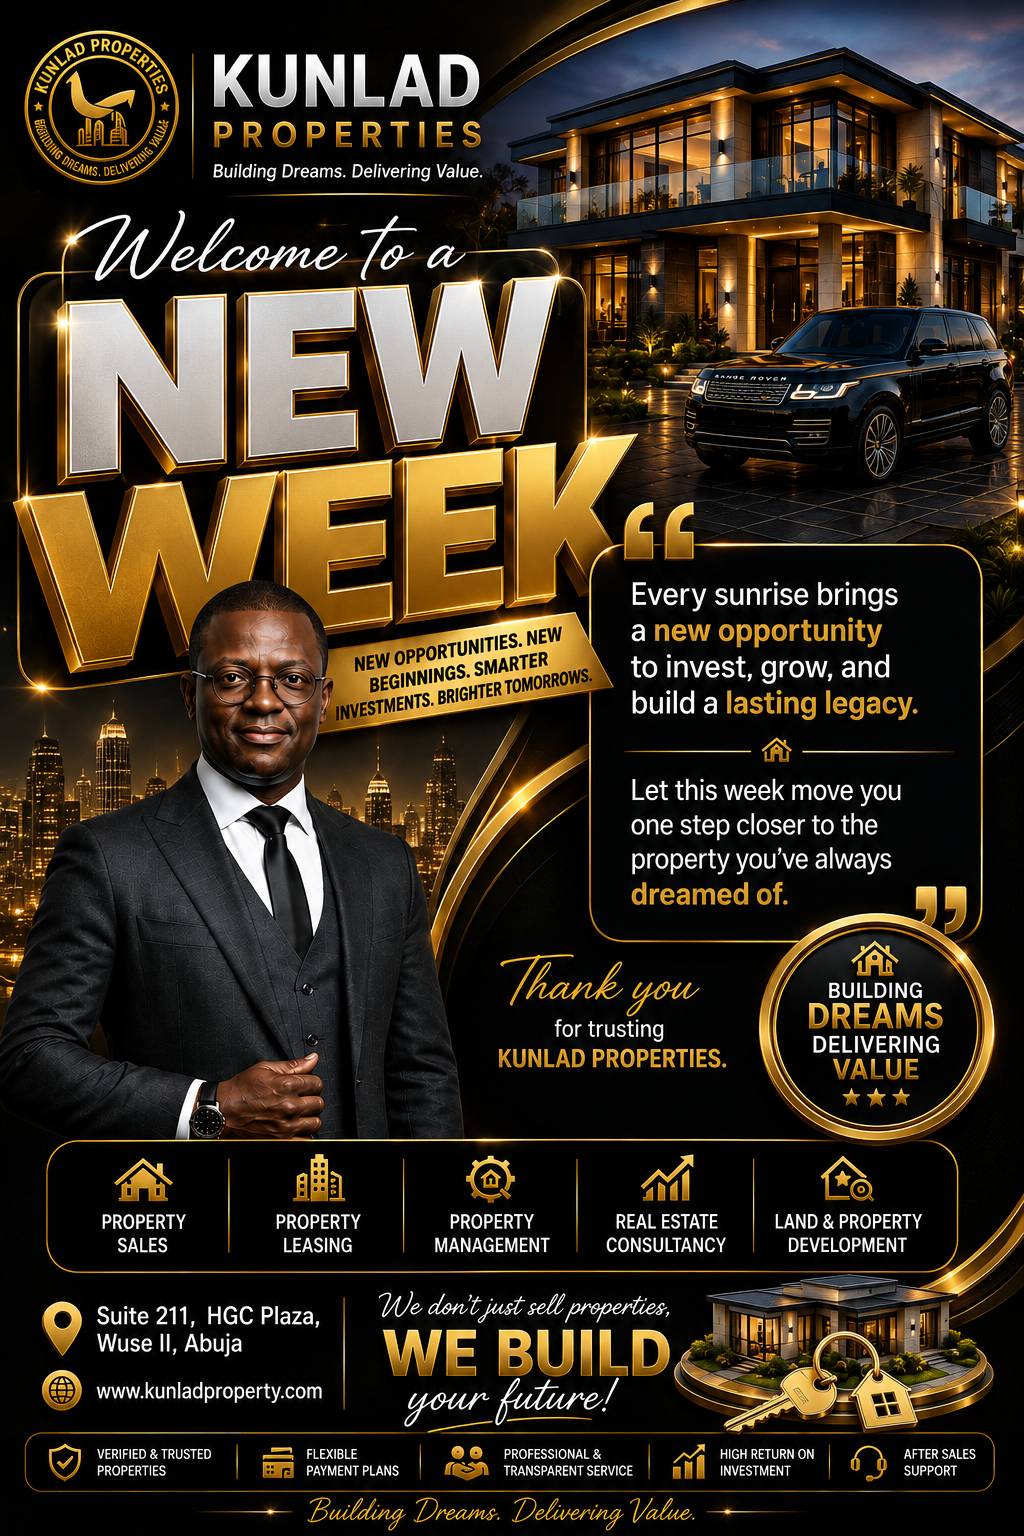 KUNLAD PROPERTIES
BUILDING DREAMS. DELIVERING VALUE
KUNLAD
PROPERTIES
Building Dreams. Delivering Value.
Welcome to a
NEW
WEEK
RANGE ROVER
NEW OPPORTUNITIES. NEW
BEGINNINGS. SMARTER
INVESTMENTS. BRIGHTER TOMORROWS.
“
Every sunrise brings
a new opportunity
to invest, grow, and
build a lasting legacy.
Let this week move you
one step closer to the
property you’ve always
dreamed of.
”
Thank you
for trusting
KUNLAD PROPERTIES.
BUILDING
DREAMS
DELIVERING
VALUE
PROPERTY
SALES
PROPERTY
LEASING
PROPERTY
MANAGEMENT
REAL ESTATE
CONSULTANCY
LAND & PROPERTY
DEVELOPMENT
Suite 211, HGC Plaza,
Wuse II, Abuja
www.kunladproperty.com
We don’t just sell properties,
WE BUILD
your future!
VERIFIED & TRUSTED
PROPERTIES
FLEXIBLE
PAYMENT PLANS
PROFESSIONAL &
TRANSPARENT SERVICE
HIGH RETURN ON
INVESTMENT
AFTER SALES
SUPPORT
Building Dreams. Delivering Value.